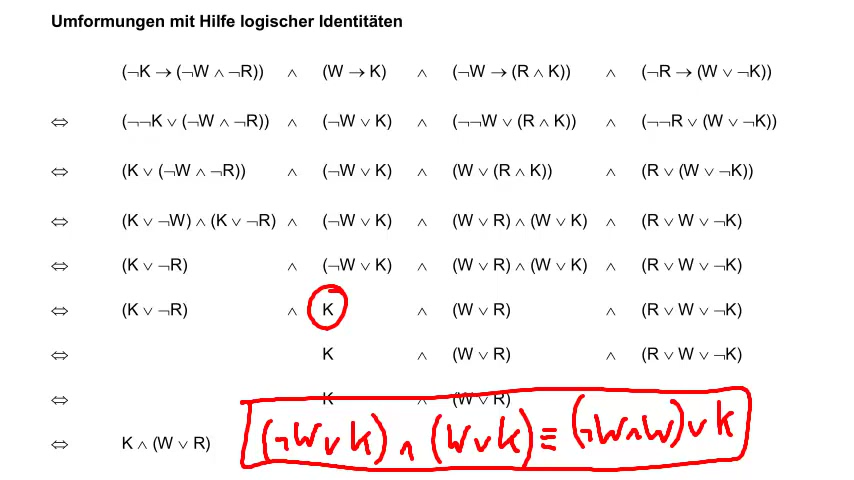 Umformungen mit Hilfe logischer Identitäten
(¬K → (¬W ∧ ¬R)) ∧ (W → K) ∧ (¬W → (R ∧ K)) ∧ (¬R → (W ∨ ¬K))
⇔ (¬¬K ∨ (¬W ∧ ¬R)) ∧ (¬W ∨ K) ∧ (¬¬W ∨ (R ∧ K)) ∧ (¬¬R ∨ (W ∨ ¬K))
⇔ (K ∨ (¬W ∧ ¬R)) ∧ (¬W ∨ K) ∧ (W ∨ (R ∧ K)) ∧ (R ∨ (W ∨ ¬K))
⇔ (K ∨ ¬W) ∧ (K ∨ ¬R) ∧ (¬W ∨ K) ∧ (W ∨ R) ∧ (W ∨ K) ∧ (R ∨ W ∨ ¬K)
⇔ (K ∨ ¬R) ∧ (¬W ∨ K) ∧ (W ∨ R) ∧ (W ∨ K) ∧ (R ∨ W ∨ ¬K)
⇔ (K ∨ ¬R) ∧ K ∧ (W ∨ R) ∧ (R ∨ W ∨ ¬K)
⇔ K ∧ (W ∨ R) ∧ (R ∨ W ∨ ¬K)
⇔ K ∧ (W ∨ R)
⇔ K ∧ (W ∨ R)
(¬W ∨ K) ∧ (W ∨ K) ≡ (¬W ∧ W) ∨ K